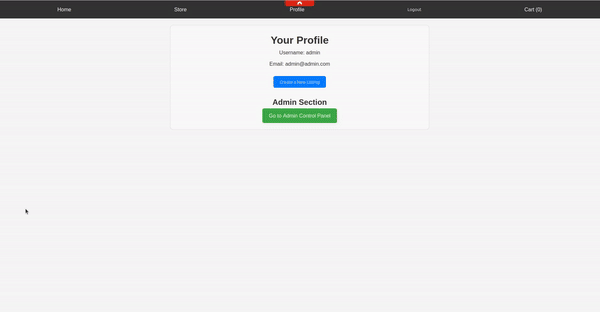 Home
Store
Profile
Logout
Cart (0)
Your Profile
Username: admin
Email: admin@admin.com
Create a New Listing
Admin Section
Go to Admin Control Panel